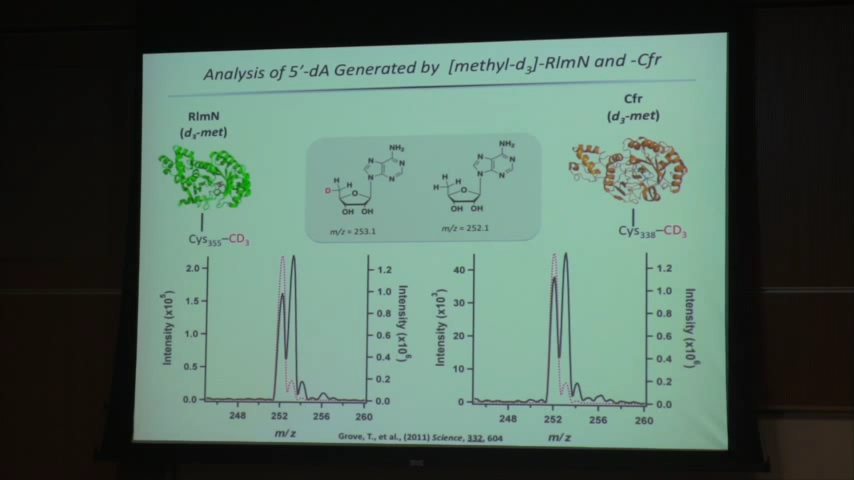 Analysis of 5’-dA Generated by [methyl-d3]-RlmN and -Cfr
RlmN
(d3-met)
Cfr
(d3-met)
Cys355–CD3
Cys338–CD3
NH2
N
N
N
N
H
H
D
O
OH OH
m/z = 253.1
NH2
N
N
N
N
H
H
H
O
OH OH
m/z = 252.1
Intensity (x10
2.0
1.5
1.0
0.5
0.0
248
252
256
260
m/z
1.2
1.0
0.8
0.6
0.4
0.2
0.0
Intensity (x10
Intensity (x10
40
30
20
10
0
248
252
256
260
m/z
1.2
1.0
0.8
0.6
0.4
0.2
0.0
Intensity (x10
Grove, T., et al., (2011) Science, 332, 604